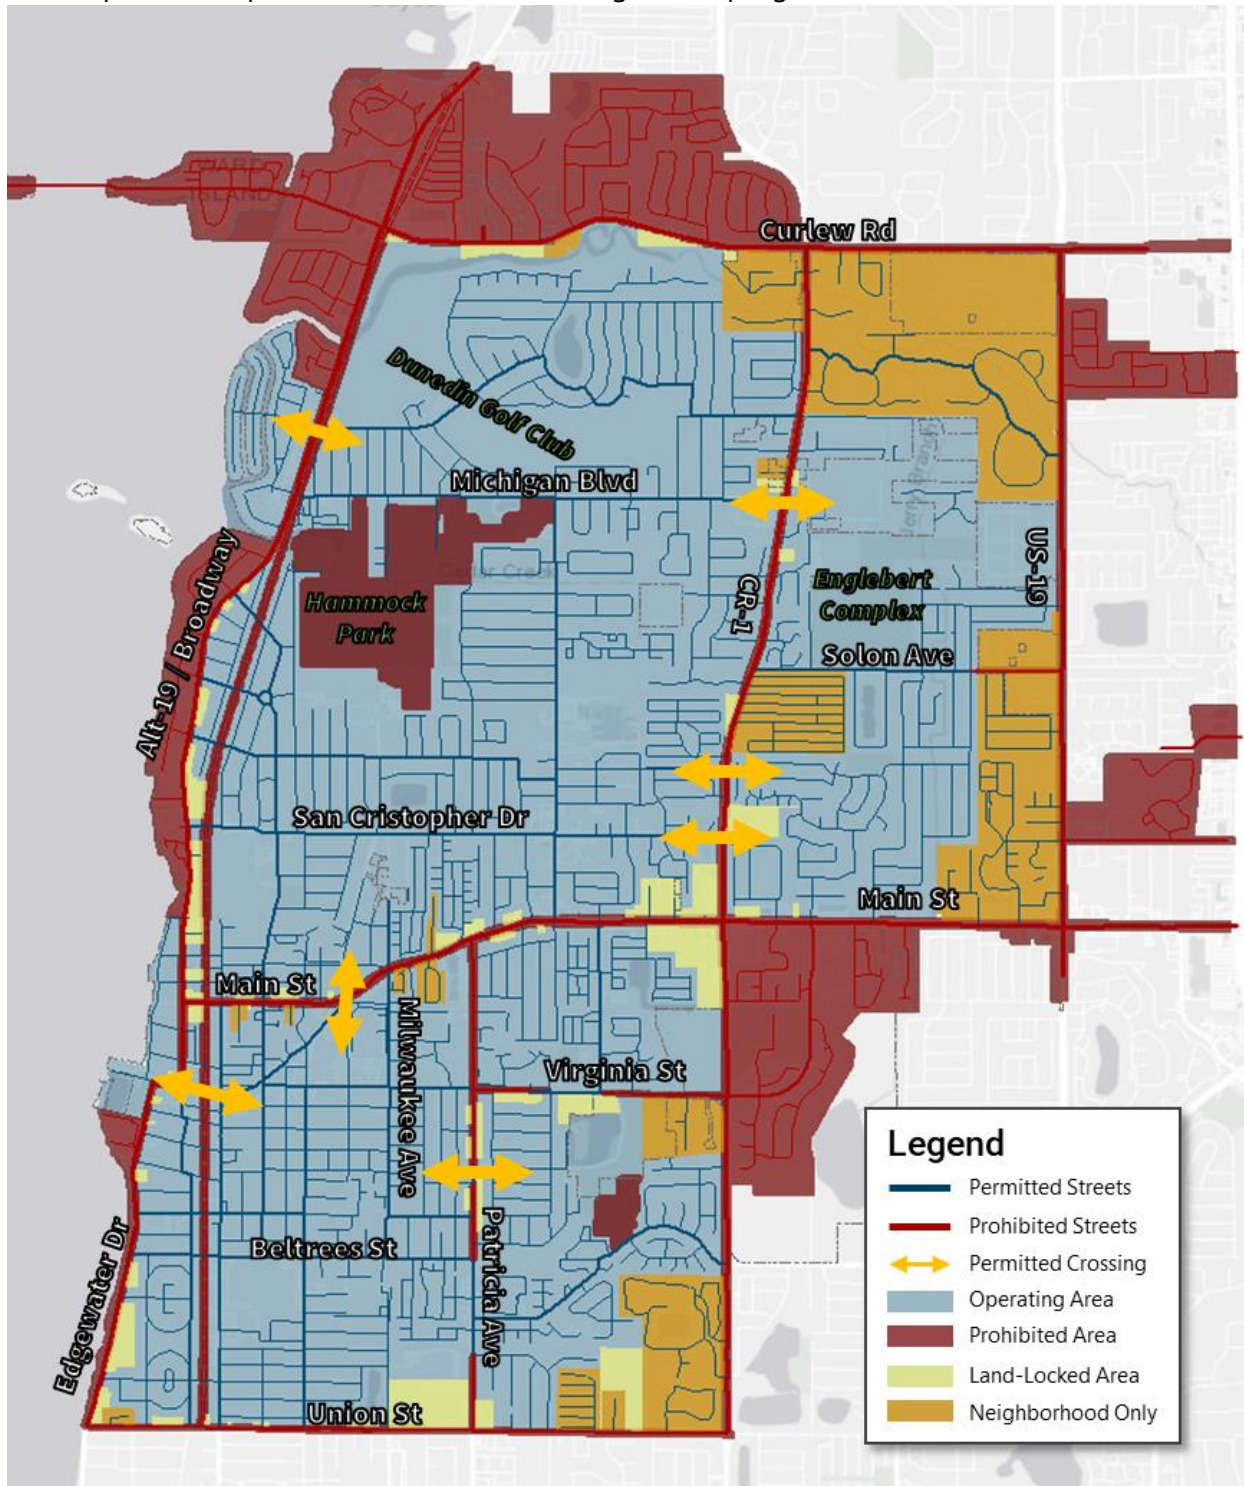 WARD
ISLAND
Curlew Rd
Dunedin Golf Club
Michigan Blvd
Alt-19 / Broadway
Hammock
Park
CR-1
US-19
Englebert
Complex
Solon Ave
San Cristopher Dr
Main St
Main St
Milwaukee Ave
Virginia St
Beltrees St
Patricia Ave
Edgewater Dr
Union St
Legend
Permitted Streets
Prohibited Streets
Permitted Crossing
Operating Area
Prohibited Area
Land-Locked Area
Neighborhood Only